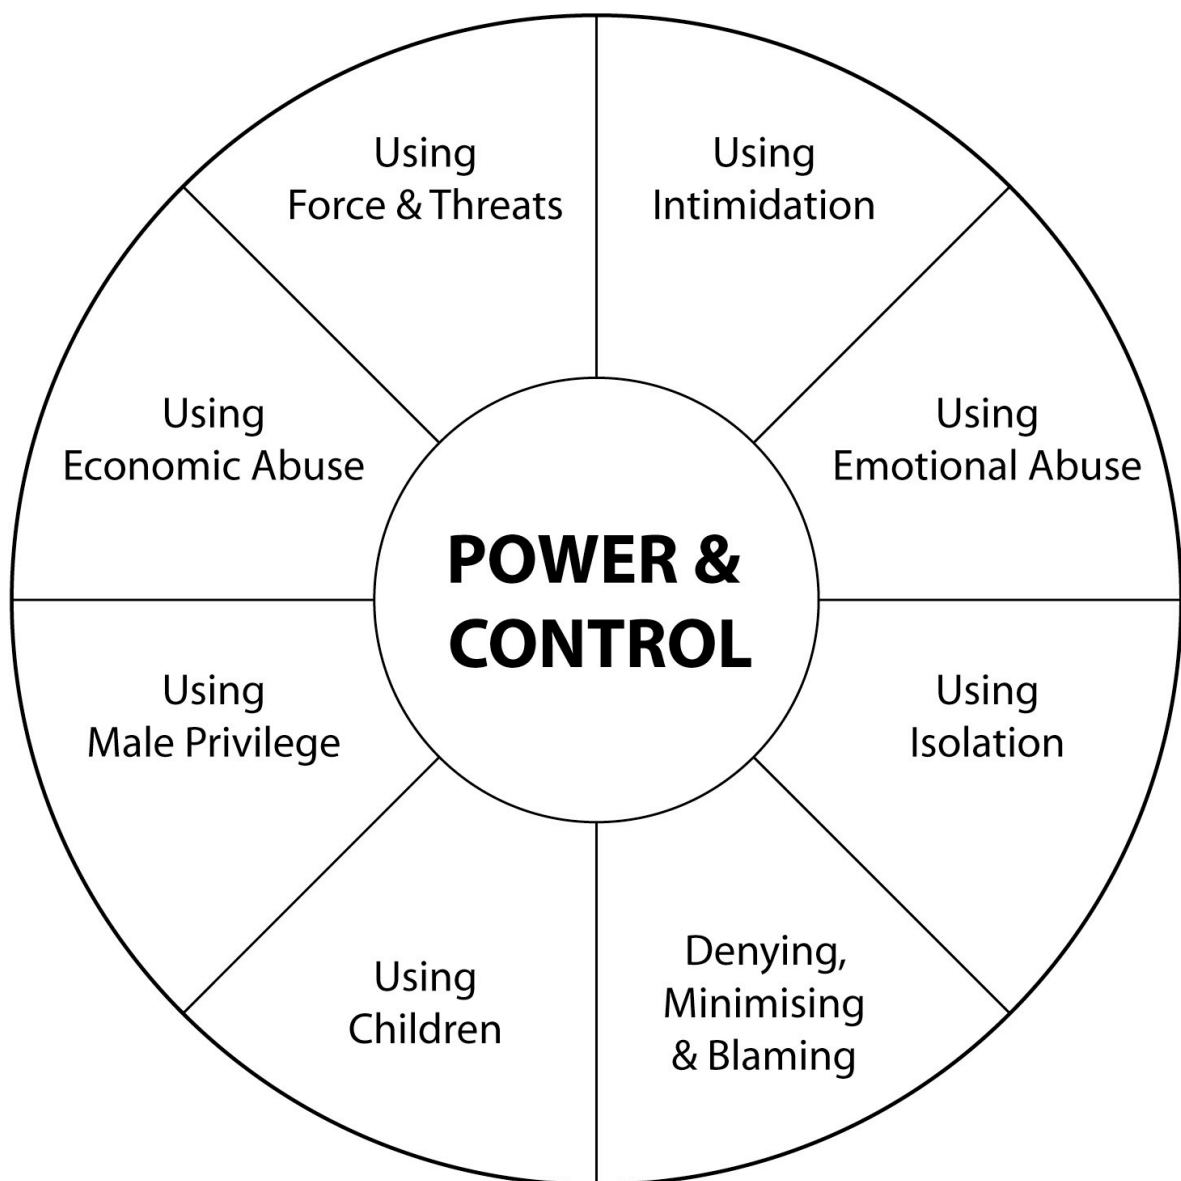 Using
Force & Threats
Using
Intimidation
Using
Economic Abuse
Using
Emotional Abuse
POWER &
CONTROL
Using
Male Privilege
Using
Isolation
Using
Children
Denying,
Minimising
& Blaming